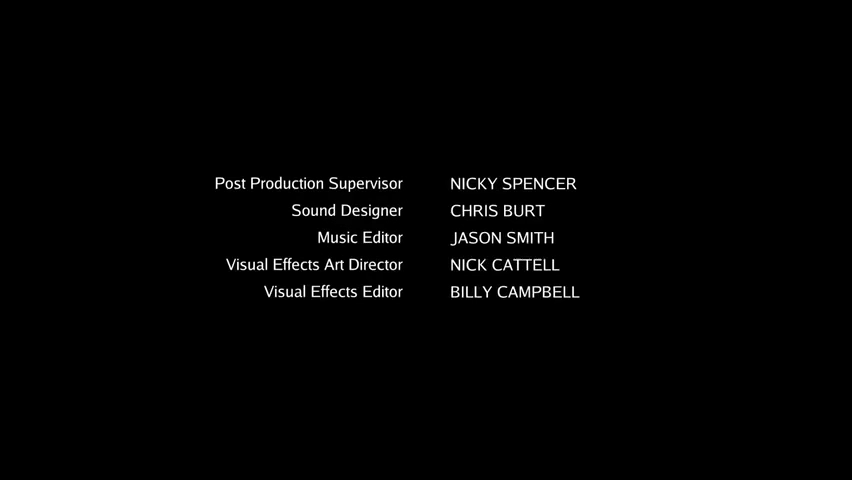 Post Production Supervisor NICKY SPENCER
Sound Designer CHRIS BURT
Music Editor JASON SMITH
Visual Effects Art Director NICK CATTELL
Visual Effects Editor BILLY CAMPBELL